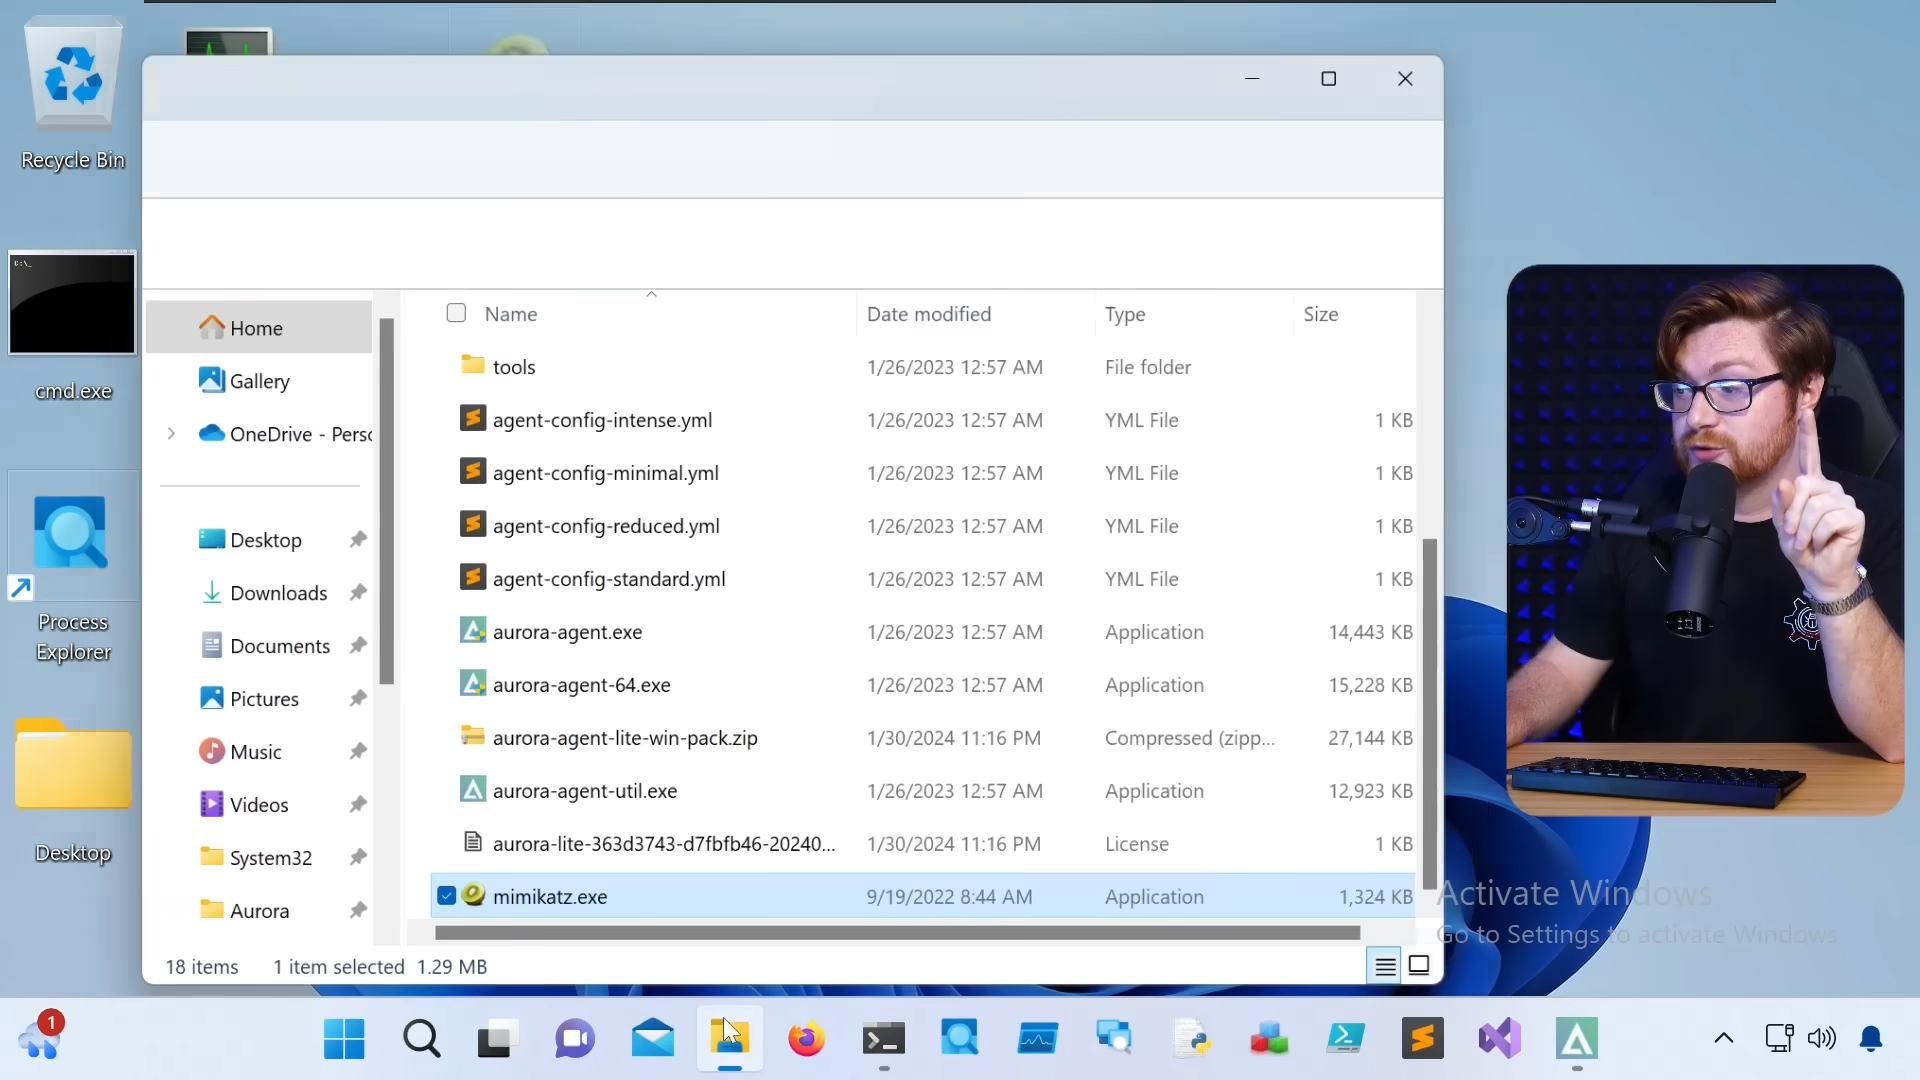 Recycle Bin
C:\_
cmd.exe
Process
Explorer
Desktop
Home
Gallery
OneDrive - Perso
Desktop
Downloads
Documents
Pictures
Music
Videos
System32
Aurora
Name Date modified Type Size
tools 1/26/2023 12:57 AM File folder
agent-config-intense.yml 1/26/2023 12:57 AM YML File 1 KB
agent-config-minimal.yml 1/26/2023 12:57 AM YML File 1 KB
agent-config-reduced.yml 1/26/2023 12:57 AM YML File 1 KB
agent-config-standard.yml 1/26/2023 12:57 AM YML File 1 KB
aurora-agent.exe 1/26/2023 12:57 AM Application 14,443 KB
aurora-agent-64.exe 1/26/2023 12:57 AM Application 15,228 KB
aurora-agent-lite-win-pack.zip 1/30/2024 11:16 PM Compressed (zipp... 27,144 KB
aurora-agent-util.exe 1/26/2023 12:57 AM Application 12,923 KB
aurora-lite-363d3743-d7fbfb46-20240... 1/30/2024 11:16 PM License 1 KB
mimikatz.exe 9/19/2022 8:44 AM Application 1,324 KB
18 items 1 item selected 1.29 MB
Activate Windows
Go to Settings to activate Windows
1